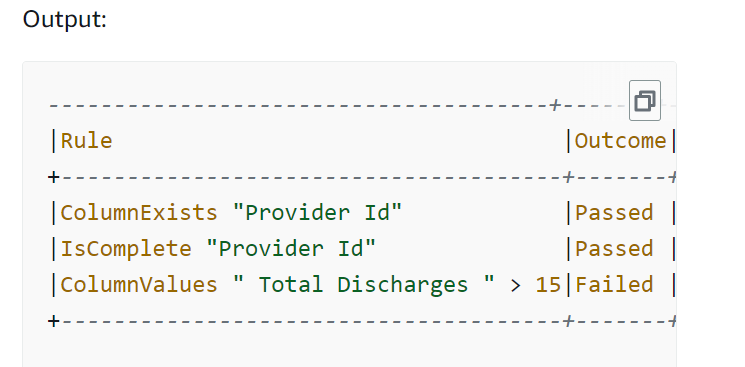 Output:
--------------------------------------+-----
|Rule                                  |Outcome|
+--------------------------------------+-------+
|ColumnExists "Provider Id"            |Passed |
|IsComplete "Provider Id"              |Passed |
|ColumnValues " Total Discharges " > 15|Failed |
+--------------------------------------+-------+